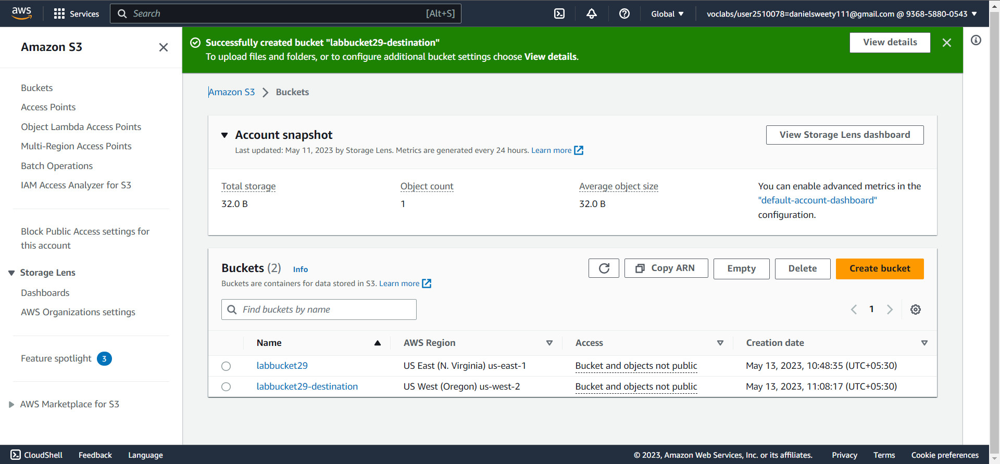 aws Services Search [Alt+S] Global voclabs/user2510078=danielsweety111@gmail.com @ 9368-5880-0543
Amazon S3
Buckets
Access Points
Object Lambda Access Points
Multi-Region Access Points
Batch Operations
IAM Access Analyzer for S3
Block Public Access settings for
this account
Storage Lens
Dashboards
AWS Organizations settings
Feature spotlight 3
AWS Marketplace for S3
Successfully created bucket "labbucket29-destination"
To upload files and folders, or to configure additional bucket settings choose View details.
View details
Amazon S3 Buckets
Account snapshot
Last updated: May 11, 2023 by Storage Lens. Metrics are generated every 24 hours. Learn more
View Storage Lens dashboard
Total storage
32.0 B
Object count
1
Average object size
32.0 B
You can enable advanced metrics in the
"default-account-dashboard"
configuration.
Buckets (2) Info
Buckets are containers for data stored in S3. Learn more
Copy ARN Empty Delete Create bucket
Find buckets by name
1
Name AWS Region Access Creation date
labbucket29 US East (N. Virginia) us-east-1 Bucket and objects not public May 13, 2023, 10:48:35 (UTC+05:30)
labbucket29-destination US West (Oregon) us-west-2 Bucket and objects not public May 13, 2023, 11:08:17 (UTC+05:30)
CloudShell Feedback Language © 2023, Amazon Web Services, Inc. or its affiliates. Privacy Terms Cookie preferences